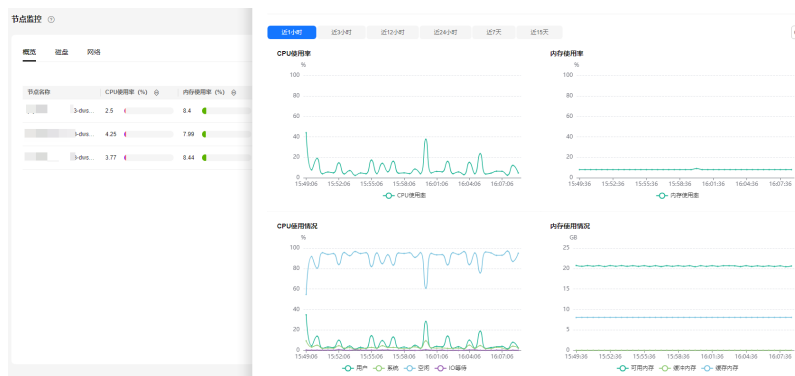 节点监控
概览 磁盘 网络
节点名称 CPU使用率 (%) 内存使用率 (%)
3-dws... 2.5 8.4
3-dws... 4.25 7.99
3-dws... 3.77 8.44
近1小时 近3小时 近12小时 近24小时 近7天 近15天
CPU使用率
%
100
80
60
40
20
0
15:49:06 15:52:06 15:55:06 15:58:06 16:01:06 16:04:06 16:07:06
CPU使用率
内存使用率
%
100
80
60
40
20
0
15:49:36 15:52:36 15:55:36 15:58:36 16:01:36 16:04:36 16:07:36
内存使用率
CPU使用情况
%
100
80
60
40
20
0
15:49:06 15:52:06 15:55:06 15:58:06 16:01:06 16:04:06 16:07:06
用户 系统 空闲 IO等待
内存使用情况
GB
25
20
15
10
5
0
15:49:36 15:52:36 15:55:36 15:58:36 16:01:36 16:04:36 16:07:36
可用内存 缓冲内存 缓存内存